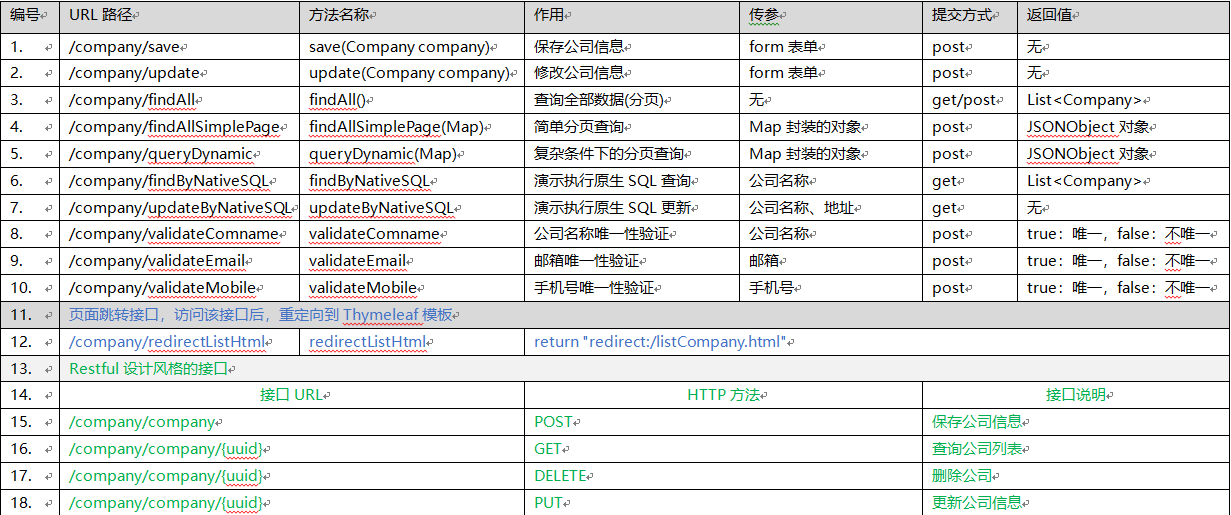 编号 URL 路径 方法名称 作用 传参 提交方式 返回值
1. /company/save save(Company company) 保存公司信息 form 表单 post 无
2. /company/update update(Company company) 修改公司信息 form 表单 post 无
3. /company/findAll findAll() 查询全部数据(分页) 无 get/post List<Company>
4. /company/findAllSimplePage findAllSimplePage(Map) 简单分页查询 Map 封装的对象 post JSONObject 对象
5. /company/queryDynamic queryDynamic(Map) 复杂条件下的分页查询 Map 封装的对象 post JSONObject 对象
6. /company/findByNativeSQL findByNativeSQL 演示执行原生 SQL 查询 公司名称 get List<Company>
7. /company/updateByNativeSQL updateByNativeSQL 演示执行原生 SQL 更新 公司名称、地址 get 无
8. /company/validateComname validateComname 公司名称唯一性验证 公司名称 post true：唯一，false：不唯一
9. /company/validateEmail validateEmail 邮箱唯一性验证 邮箱 post true：唯一，false：不唯一
10. /company/validateMobile validateMobile 手机号唯一性验证 手机号 post true：唯一，false：不唯一
11. 页面跳转接口，访问该接口后，重定向到 Thymeleaf 模板
12. /company/redirectListHtml redirectListHtml return "redirect:/listCompany.html"
13. Restful 设计风格的接口
14. 接口 URL HTTP 方法 接口说明
15. /company/company POST 保存公司信息
16. /company/company/{uuid} GET 查询公司列表
17. /company/company/{uuid} DELETE 删除公司
18. /company/company/{uuid} PUT 更新公司信息